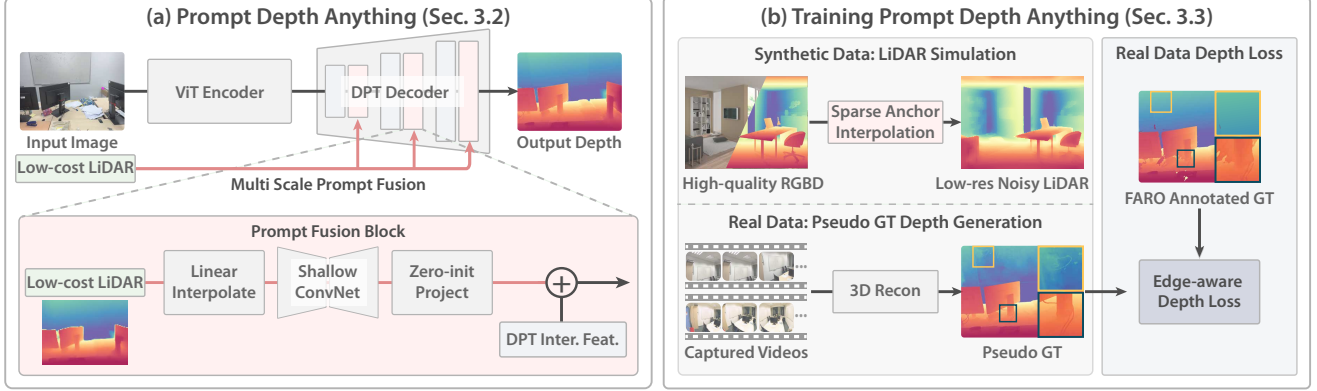 (a) Prompt Depth Anything (Sec. 3.2)
ViT Encoder
DPT Decoder
Input Image
Output Depth
Low-cost LiDAR
Multi Scale Prompt Fusion
Prompt Fusion Block
Low-cost LiDAR
Linear
Interpolate
Shallow
ConvNet
Zero-init
Project
DPT Inter. Feat.
(b) Training Prompt Depth Anything (Sec. 3.3)
Synthetic Data: LiDAR Simulation
Sparse Anchor
Interpolation
High-quality RGBD
Low-res Noisy LiDAR
Real Data: Pseudo GT Depth Generation
3D Recon
Captured Videos
Pseudo GT
Real Data Depth Loss
FARO Annotated GT
Edge-aware
Depth Loss